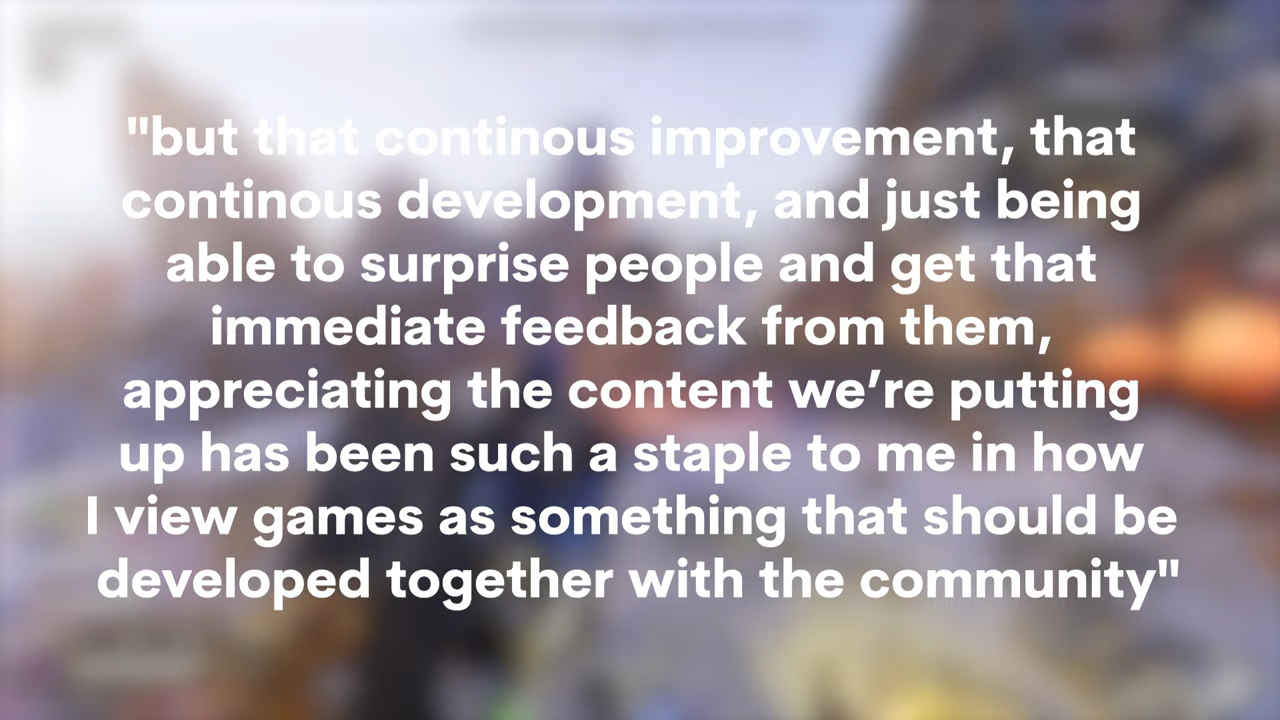 "but that continous improvement, that
continous development, and just being
able to surprise people and get that
immediate feedback from them,
appreciating the content we’re putting
up has been such a staple to me in how
I view games as something that should be
developed together with the community"